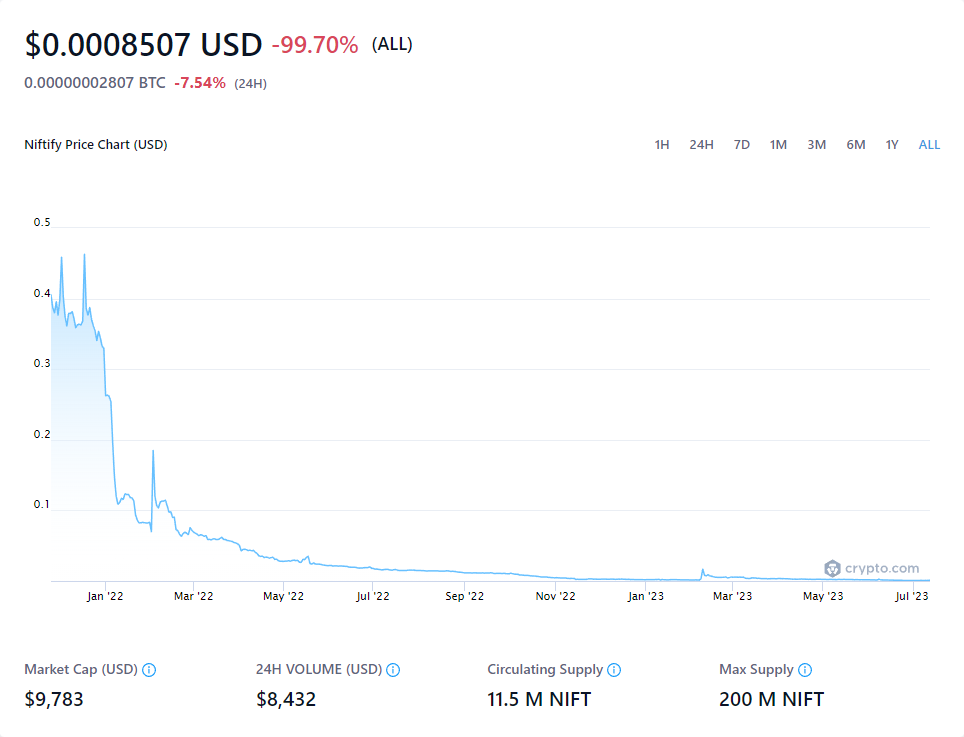 $0.0008507 USD -99.70% (ALL)
0.00000002807 BTC -7.54% (24H)
Niftify Price Chart (USD) 1H 24H 7D 1M 3M 6M 1Y ALL
0.5
0.4
0.3
0.2
0.1
crypto.com
Jan '22 Mar '22 May '22 Jul '22 Sep '22 Nov '22 Jan '23 Mar '23 May '23 Jul '23
Market Cap (USD) 24H VOLUME (USD) Circulating Supply Max Supply
$9,783 $8,432 11.5 M NIFT 200 M NIFT